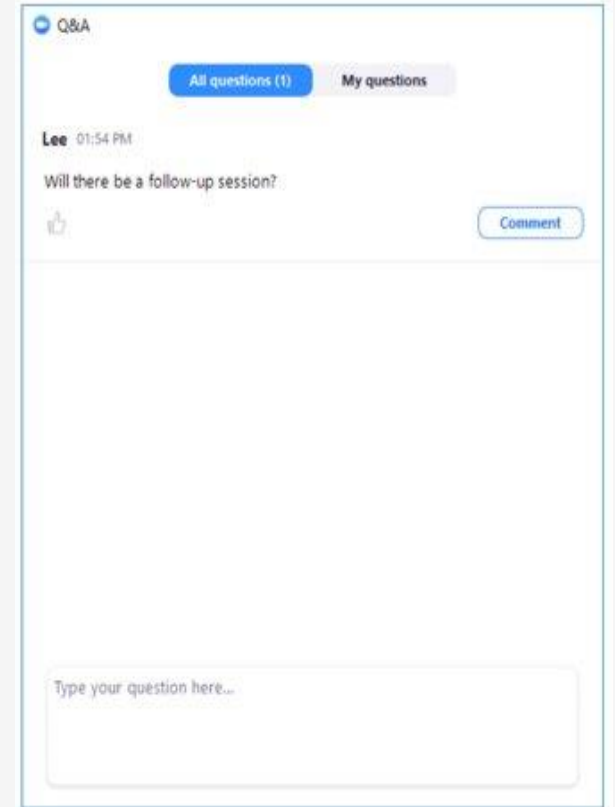 Q&A
All questions (1) My questions
Lee 01:54 PM
Will there be a follow-up session?
Comment
Type your question here...